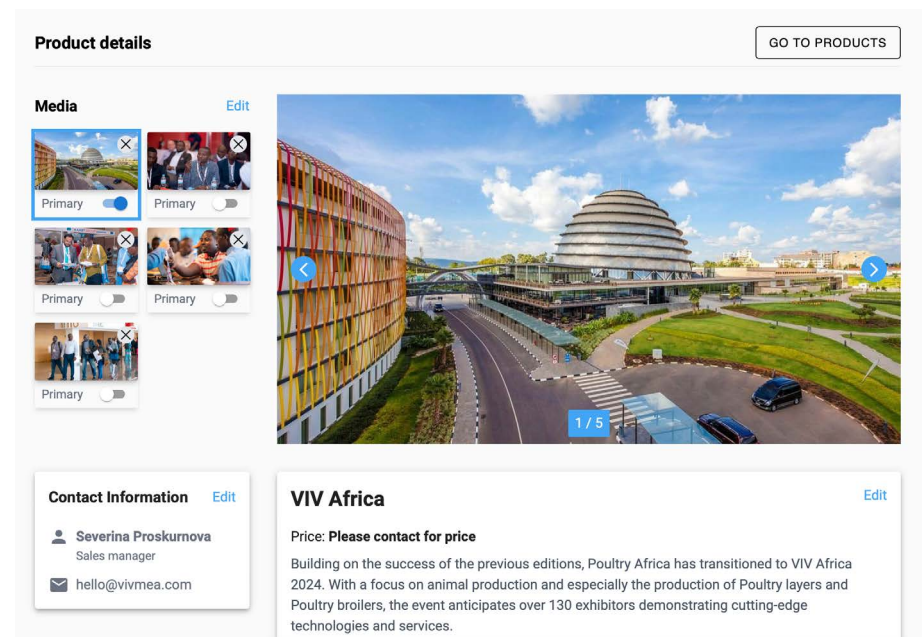 Product details
GO TO PRODUCTS
Media
Edit
Primary
Primary
Primary
Primary
Primary
1 / 5
Contact Information
Edit
Severina Proskurnova
Sales manager
hello@vivmea.com
VIV Africa
Edit
Price: Please contact for price
Building on the success of the previous editions, Poultry Africa has transitioned to VIV Africa
2024. With a focus on animal production and especially the production of Poultry layers and
Poultry broilers, the event anticipates over 130 exhibitors demonstrating cutting-edge
technologies and services.